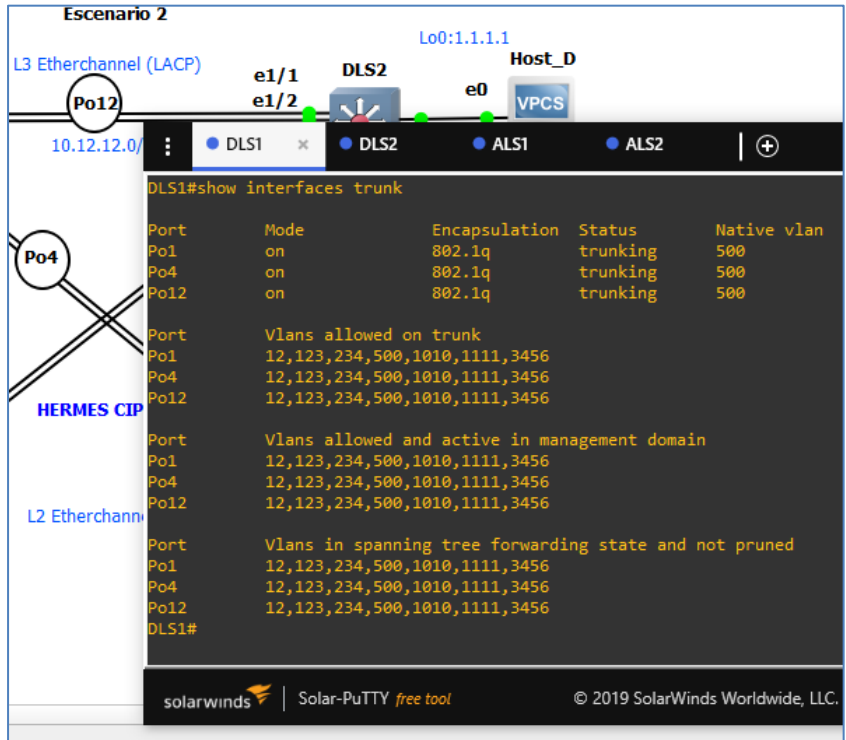 Escenario 2
Lo0:1.1.1.1
L3 Etherchannel (LACP)
e1/1
DLS2
Host_D
e1/2
e0
Po12
VPCS
10.12.12.0/
DLS1 × DLS2 ALS1 ALS2
DLS1#show interfaces trunk
Port Mode Encapsulation Status Native vlan
Po1 on 802.1q trunking 500
Po4 on 802.1q trunking 500
Po12 on 802.1q trunking 500
Port Vlans allowed on trunk
Po1 12,123,234,500,1010,1111,3456
Po4 12,123,234,500,1010,1111,3456
Po12 12,123,234,500,1010,1111,3456
Port Vlans allowed and active in management domain
Po1 12,123,234,500,1010,1111,3456
Po4 12,123,234,500,1010,1111,3456
Po12 12,123,234,500,1010,1111,3456
Port Vlans in spanning tree forwarding state and not pruned
Po1 12,123,234,500,1010,1111,3456
Po4 12,123,234,500,1010,1111,3456
Po12 12,123,234,500,1010,1111,3456
DLS1#
Po4
HERMES CIP
L2 Etherchann
solarwinds | Solar-PuTTY free tool © 2019 SolarWinds Worldwide, LLC.